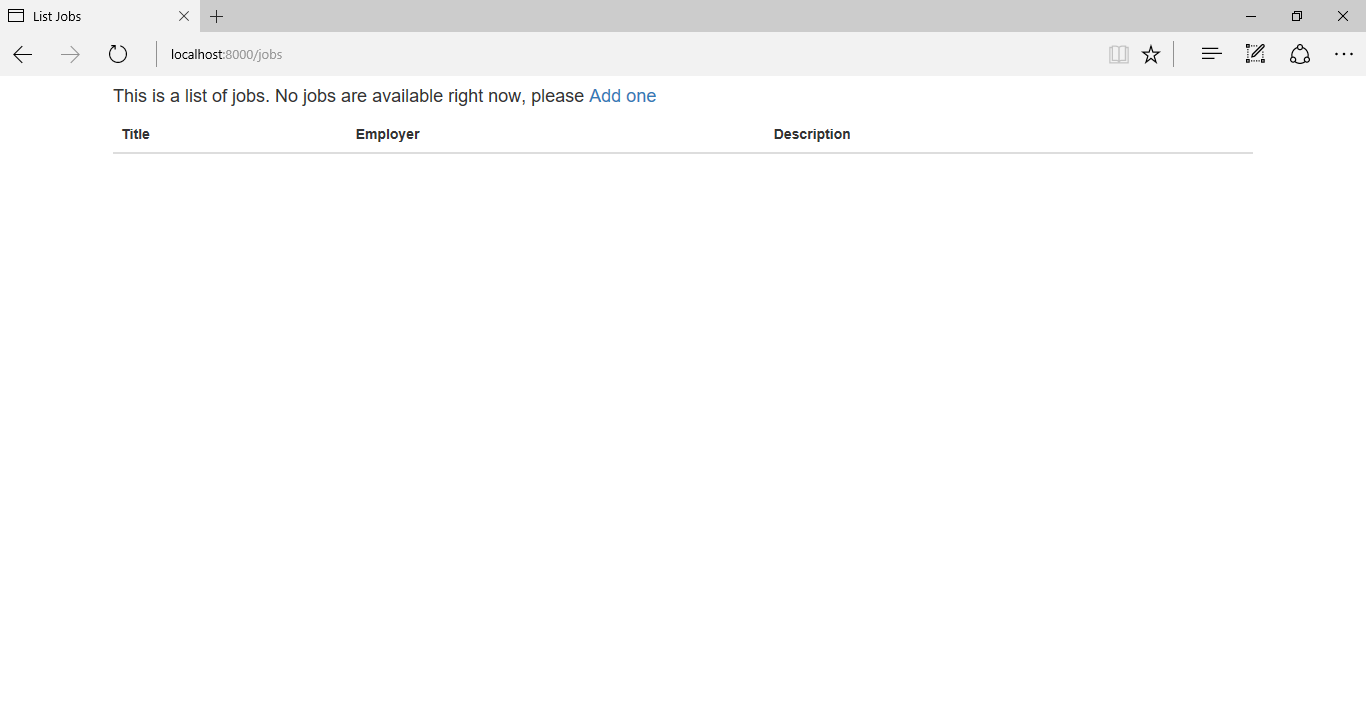 List Jobs
localhost:8000/jobs
This is a list of jobs. No jobs are available right now, please Add one
Title Employer Description